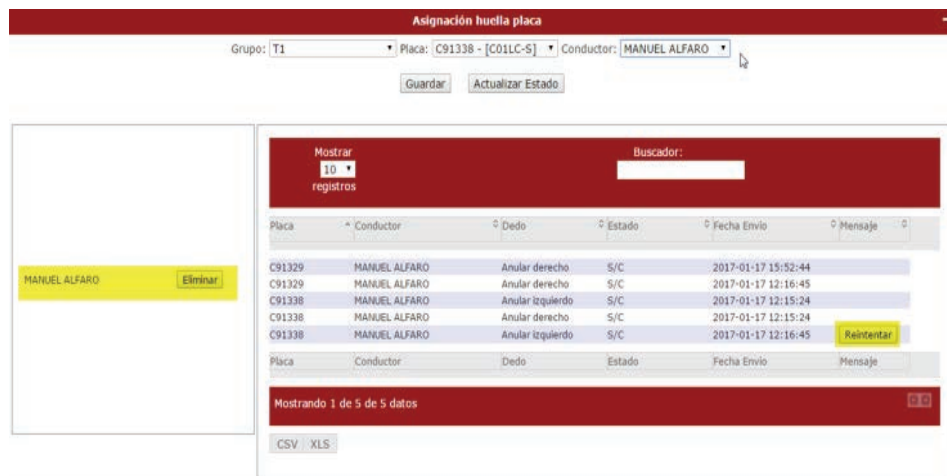 Asignación huella placa
Grupo: T1 Placa: C91338 - [C01LC-S] Conductor: MANUEL ALFARO
Guardar Actualizar Estado
Mostrar
10
registros
Buscador:
Placa Conductor Dedo Estado Fecha Envio Mensaje
MANUEL ALFARO Eliminar
C91329 MANUEL ALFARO Anular derecho S/C 2017-01-17 15:52:44
C91329 MANUEL ALFARO Anular derecho S/C 2017-01-17 12:16:45
C91338 MANUEL ALFARO Anular izquierdo S/C 2017-01-17 12:15:24
C91338 MANUEL ALFARO Anular derecho S/C 2017-01-17 12:15:24
C91338 MANUEL ALFARO Anular izquierdo S/C 2017-01-17 12:16:45 Reintentar
Placa Conductor Dedo Estado Fecha Envio Mensaje
Mostrando 1 de 5 de 5 datos
CSV XLS